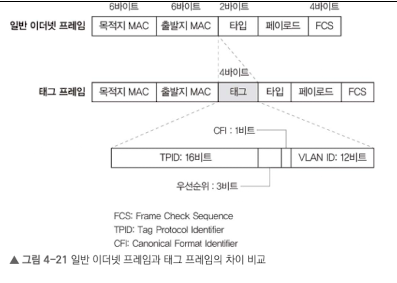 6바이트 6바이트 2바이트 4바이트
일반 이더넷 프레임 목적지 MAC 출발지 MAC 타입 페이로드 FCS
4바이트
태그 프레임 목적지 MAC 출발지 MAC 태그 타입 페이로드 FCS
CFI : 1비트
TPID: 16비트 VLAN ID: 12비트
우선순위 : 3비트
FCS: Frame Check Sequence
TPID: Tag Protocol Identifier
CFI: Canonical Format Identifier
▲ 그림 4-21 일반 이더넷 프레임과 태그 프레임의 차이 비교